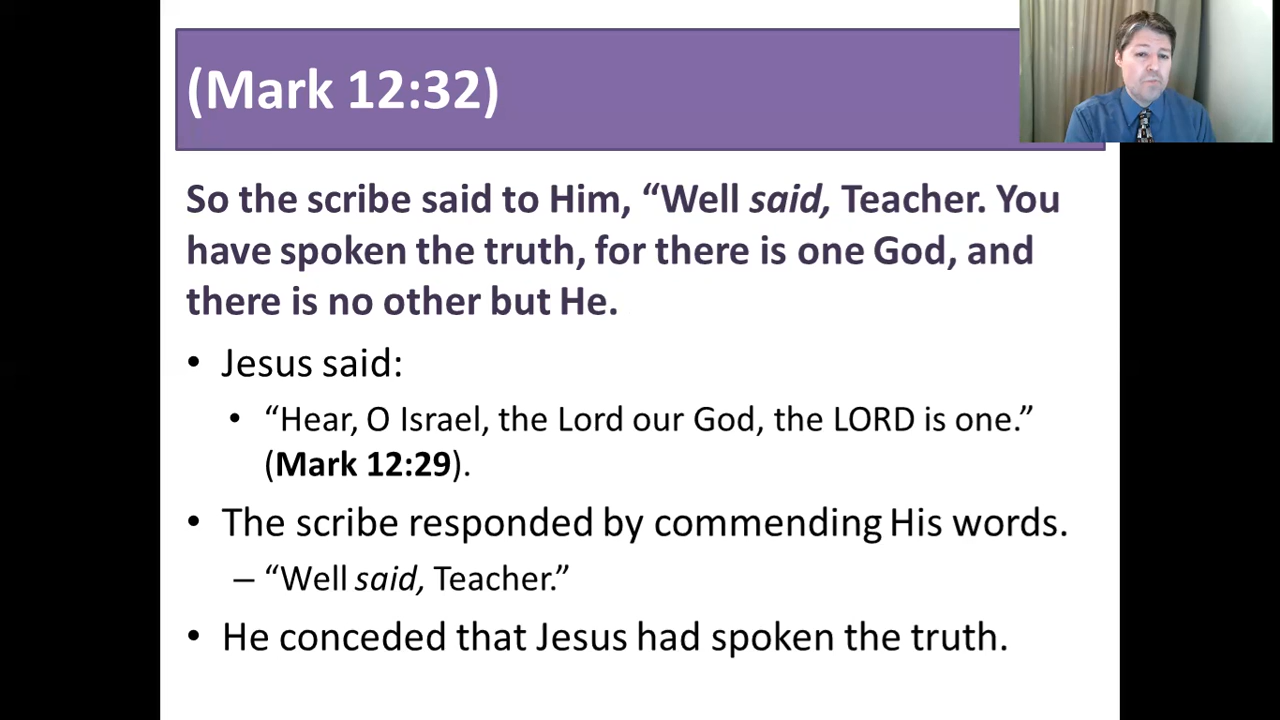 (Mark 12:32)
So the scribe said to Him, “Well said, Teacher. You
have spoken the truth, for there is one God, and
there is no other but He.
• Jesus said:
• “Hear, O Israel, the Lord our God, the LORD is one.”
(Mark 12:29).
• The scribe responded by commending His words.
– “Well said, Teacher.”
• He conceded that Jesus had spoken the truth.